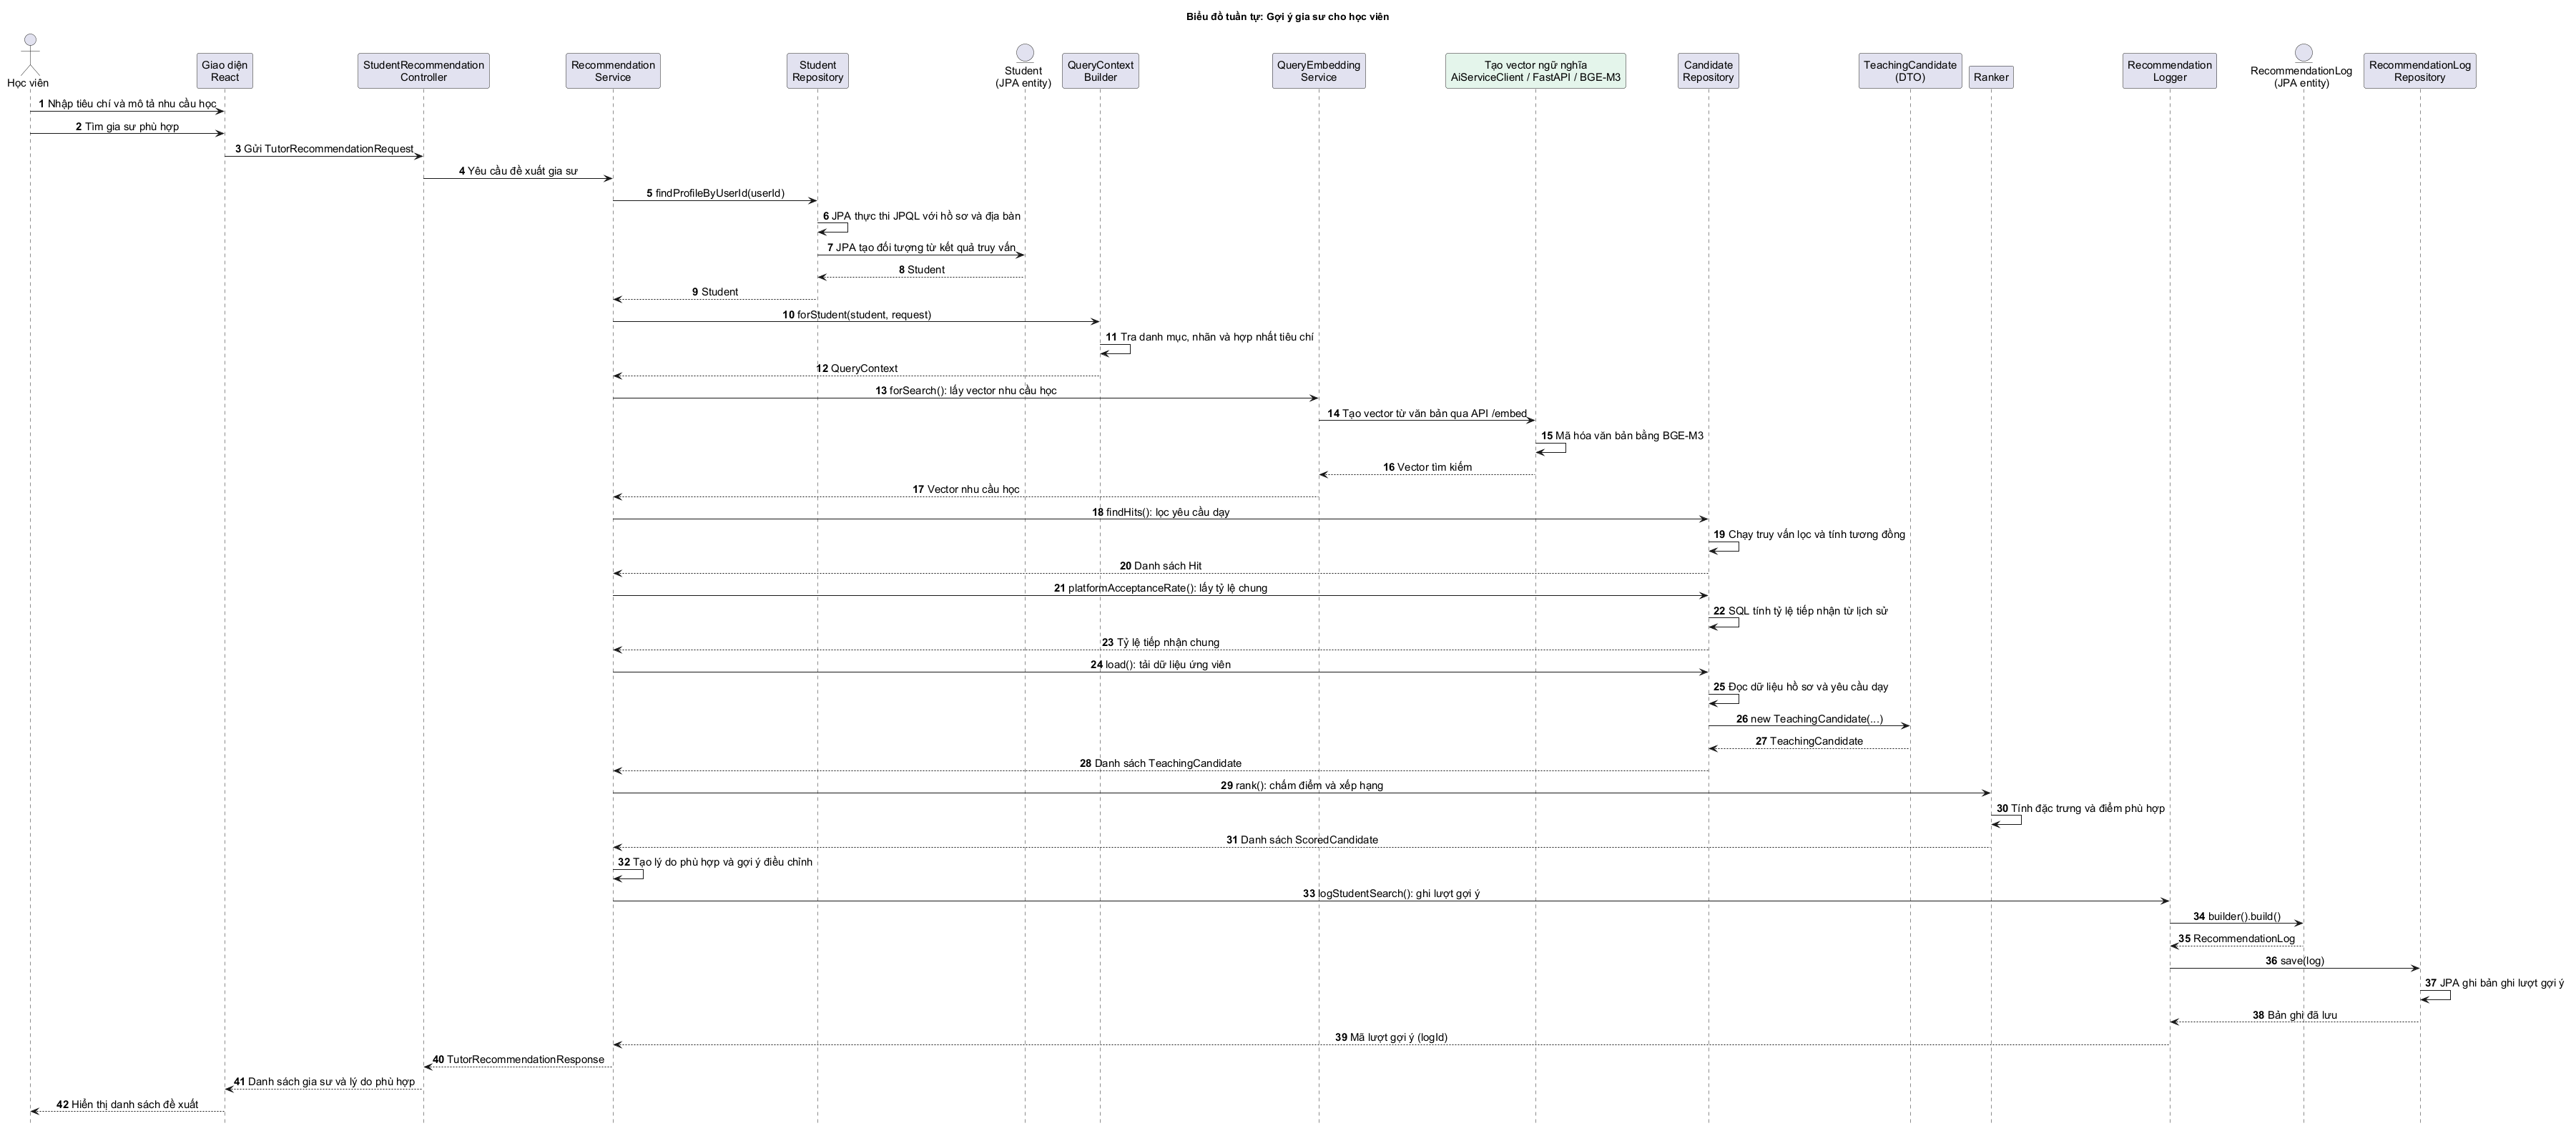 Biểu đồ tuần tự: Gợi ý gia sư cho học viên
Học viên
Giao diện
React
StudentRecommendation
Controller
Recommendation
Service
Student
Repository
Student
(JPA entity)
QueryContext
Builder
QueryEmbedding
Service
Tạo vector ngữ nghĩa
AiServiceClient / FastAPI / BGE-M3
Candidate
Repository
TeachingCandidate
(DTO)
Ranker
Recommendation
Logger
RecommendationLog
(JPA entity)
RecommendationLog
Repository
1 Nhập tiêu chí và mô tả nhu cầu học
2 Tìm gia sư phù hợp
3 Gửi TutorRecommendationRequest
4 Yêu cầu đề xuất gia sư
5 findProfileByUserId(userId)
6 JPA thực thi JPQL với hồ sơ và địa bàn
7 JPA tạo đối tượng từ kết quả truy vấn
8 Student
9 Student
10 forStudent(student, request)
11 Tra danh mục, nhãn và hợp nhất tiêu chí
12 QueryContext
13 forSearch(): lấy vector nhu cầu học
14 Tạo vector từ văn bản qua API /embed
15 Mã hóa văn bản bằng BGE-M3
16 Vector tìm kiếm
17 Vector nhu cầu học
18 findHits(): lọc yêu cầu dạy
19 Chạy truy vấn lọc và tính tương đồng
20 Danh sách Hit
21 platformAcceptanceRate(): lấy tỷ lệ chung
22 SQL tính tỷ lệ tiếp nhận từ lịch sử
23 Tỷ lệ tiếp nhận chung
24 load(): tải dữ liệu ứng viên
25 Đọc dữ liệu hồ sơ và yêu cầu dạy
26 new TeachingCandidate(...)
27 TeachingCandidate
28 Danh sách TeachingCandidate
29 rank(): chấm điểm và xếp hạng
30 Tính đặc trưng và điểm phù hợp
31 Danh sách ScoredCandidate
32 Tạo lý do phù hợp và gợi ý điều chỉnh
33 logStudentSearch(): ghi lượt gợi ý
34 builder().build()
35 RecommendationLog
36 save(log)
37 JPA ghi bản ghi lượt gợi ý
38 Bản ghi đã lưu
39 Mã lượt gợi ý (logId)
40 TutorRecommendationResponse
41 Danh sách gia sư và lý do phù hợp
42 Hiển thị danh sách đề xuất